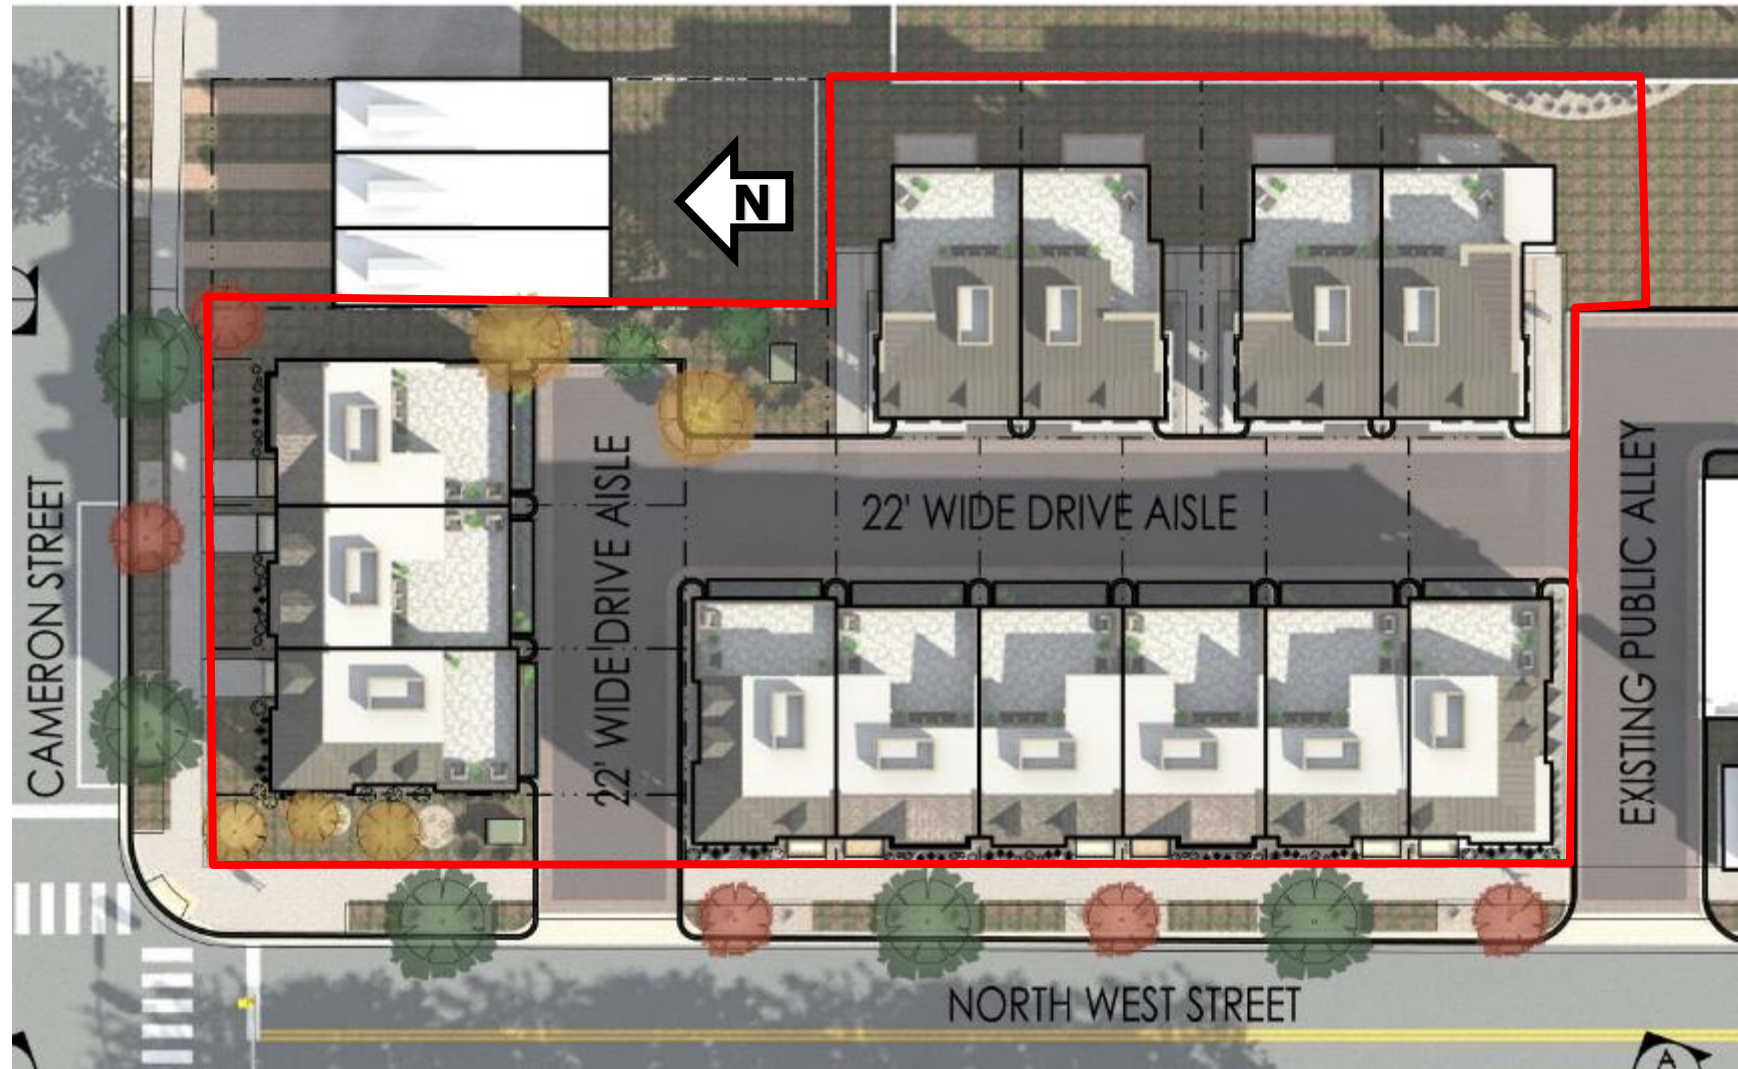 N
CAMERON STREET
22' WIDE DRIVE AISLE
22' WIDE DRIVE AISLE
EXISTING PUBLIC ALLEY
NORTH WEST STREET
A